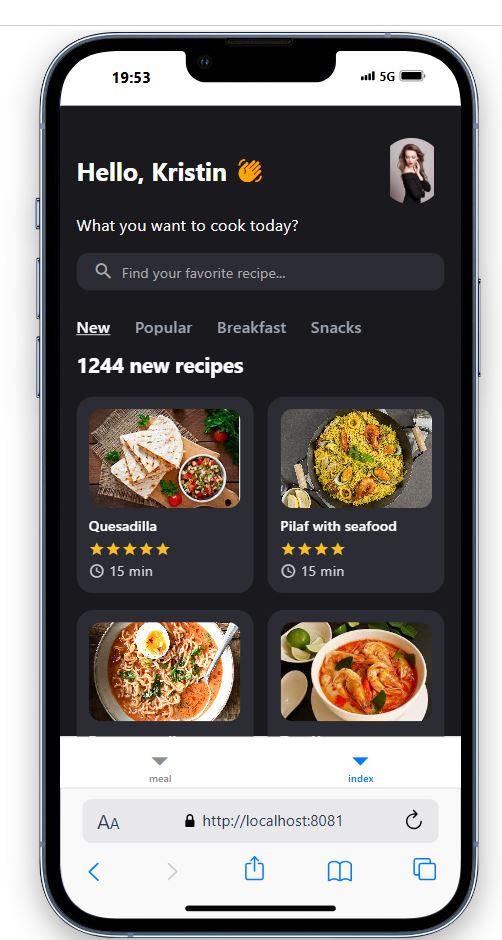 19:53
5G
Hello, Kristin 👋
What you want to cook today?
Find your favorite recipe...
New Popular Breakfast Snacks
1244 new recipes
Quesadilla Pilaf with seafood
15 min 15 min
meal index
AA http://localhost:8081